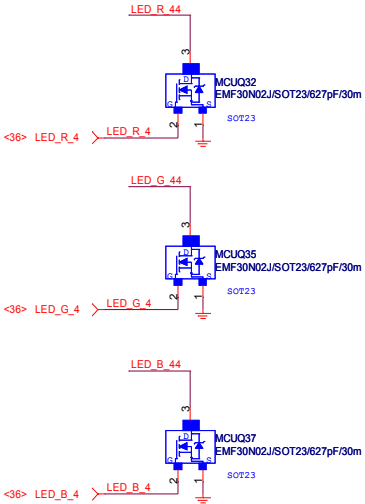 LED_R_44
3
D
MCUQ32
EMF30N02J/SOT23/627pF/30m
G S
SOT23
2 1
<36> LED_R_4 LED_R_4
LED_G_44
3
D
MCUQ35
EMF30N02J/SOT23/627pF/30m
G S
SOT23
2 1
<36> LED_G_4 LED_G_4
LED_B_44
3
D
MCUQ37
EMF30N02J/SOT23/627pF/30m
G S
SOT23
2 1
<36> LED_B_4 LED_B_4